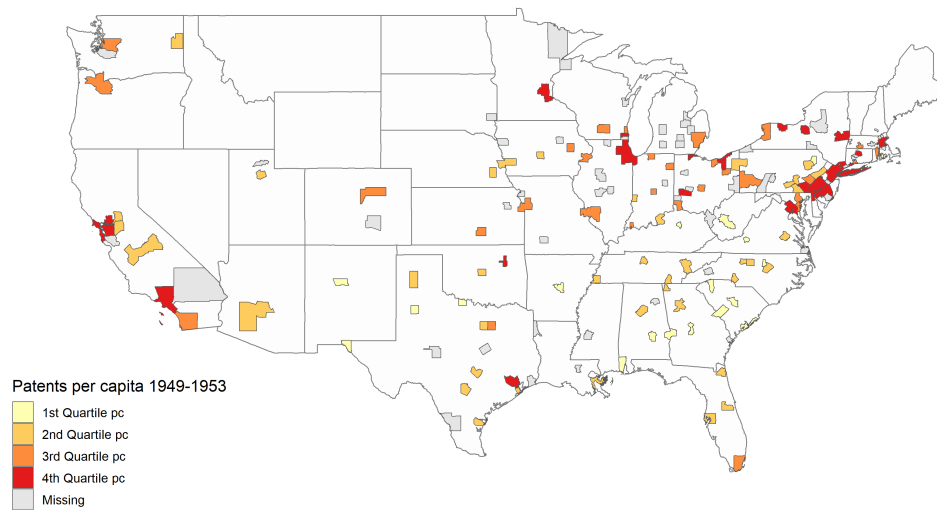 Patents per capita 1949-1953
1st Quartile pc
2nd Quartile pc
3rd Quartile pc
4th Quartile pc
Missing